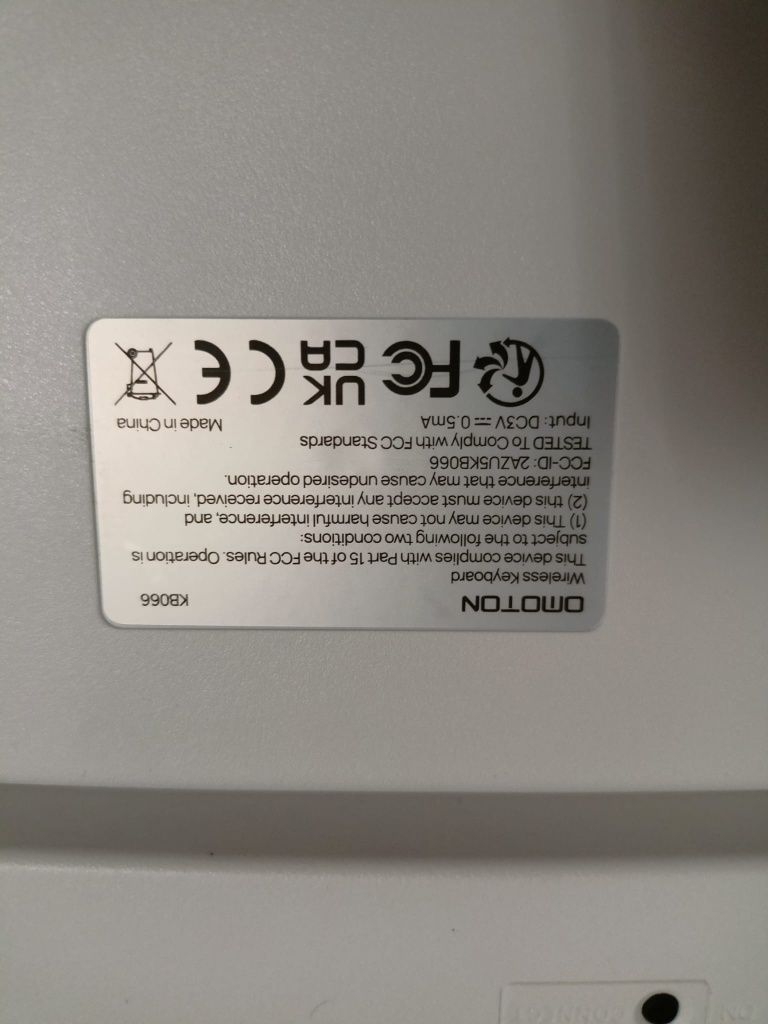 OMOTON KB066
Wireless Keyboard
This device complies with Part 15 of the FCC Rules. Operation is
subject to the following two conditions:
(1) This device may not cause harmful interference, and
(2) this device must accept any interference received, including,
interference that may cause undesired operation.
FCC-ID: 2AZU5KB066
TESTED To Comply with FCC Standards
Input: DC3V ⎓ 0.5mA Made in China
FC UK CA CE
ON CONNECT